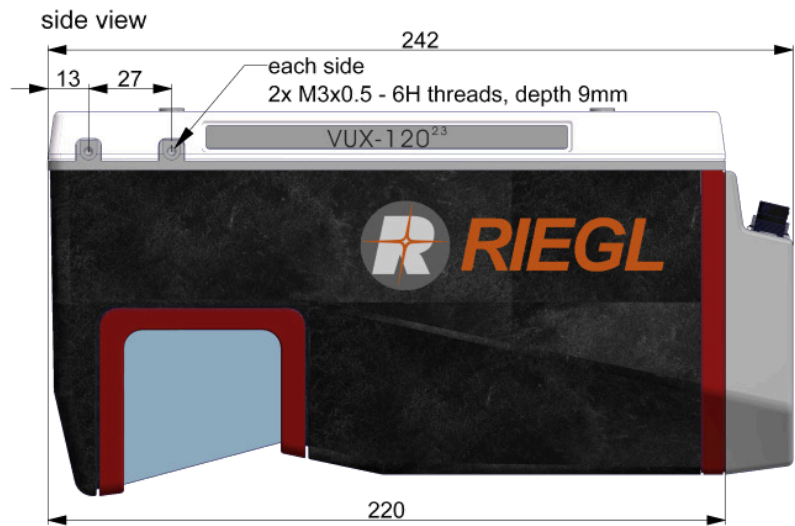 side view
242
13
27
each side
2x M3x0.5 - 6H threads, depth 9mm
VUX-120²³
R RIEGL
220